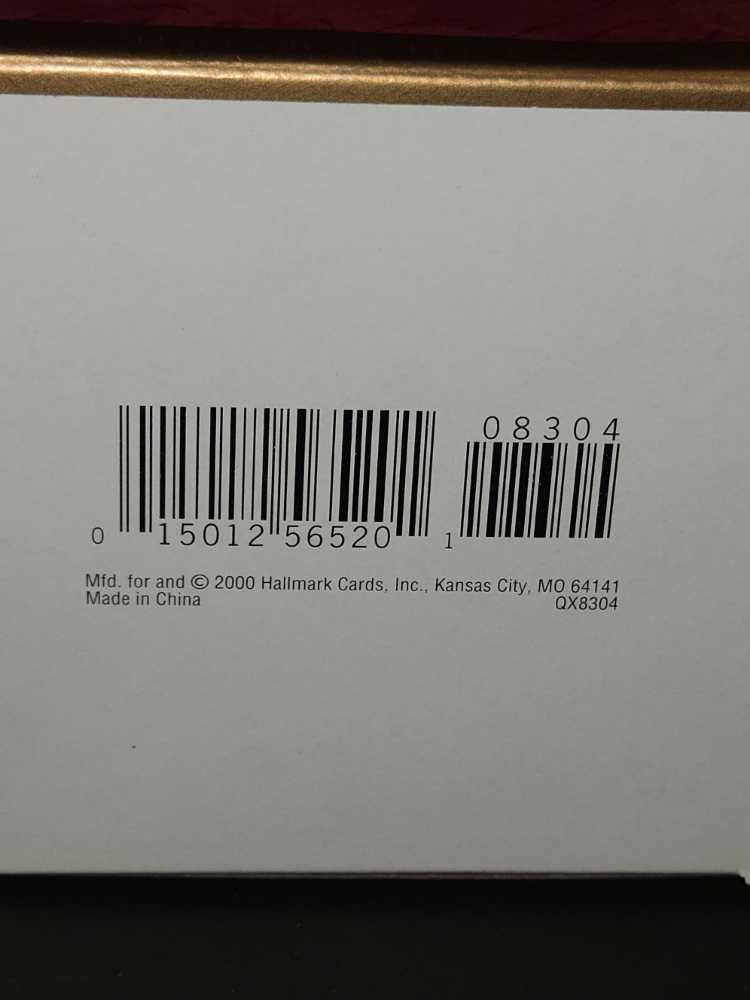 08304
0 15012 56520 1
Mfd. for and © 2000 Hallmark Cards, Inc., Kansas City, MO 64141
Made in China QX8304